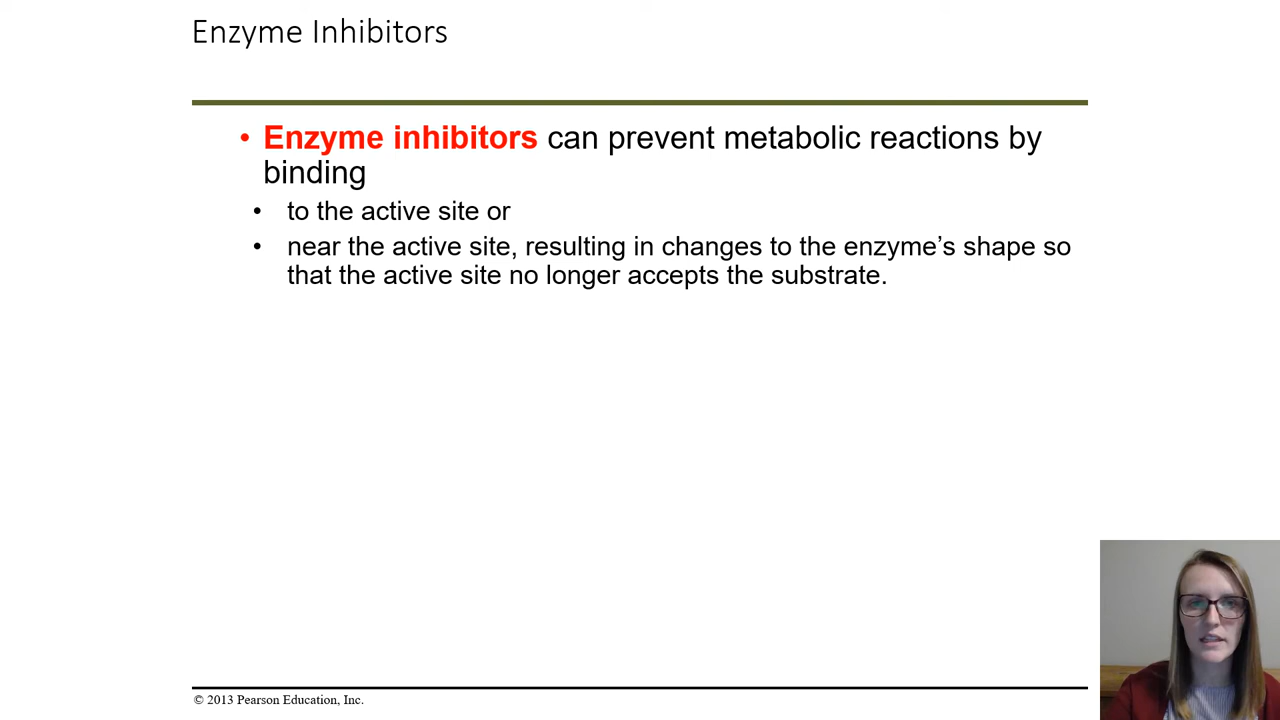 Enzyme Inhibitors
• Enzyme inhibitors can prevent metabolic reactions by
binding
• to the active site or
• near the active site, resulting in changes to the enzyme’s shape so
that the active site no longer accepts the substrate.
© 2013 Pearson Education, Inc.